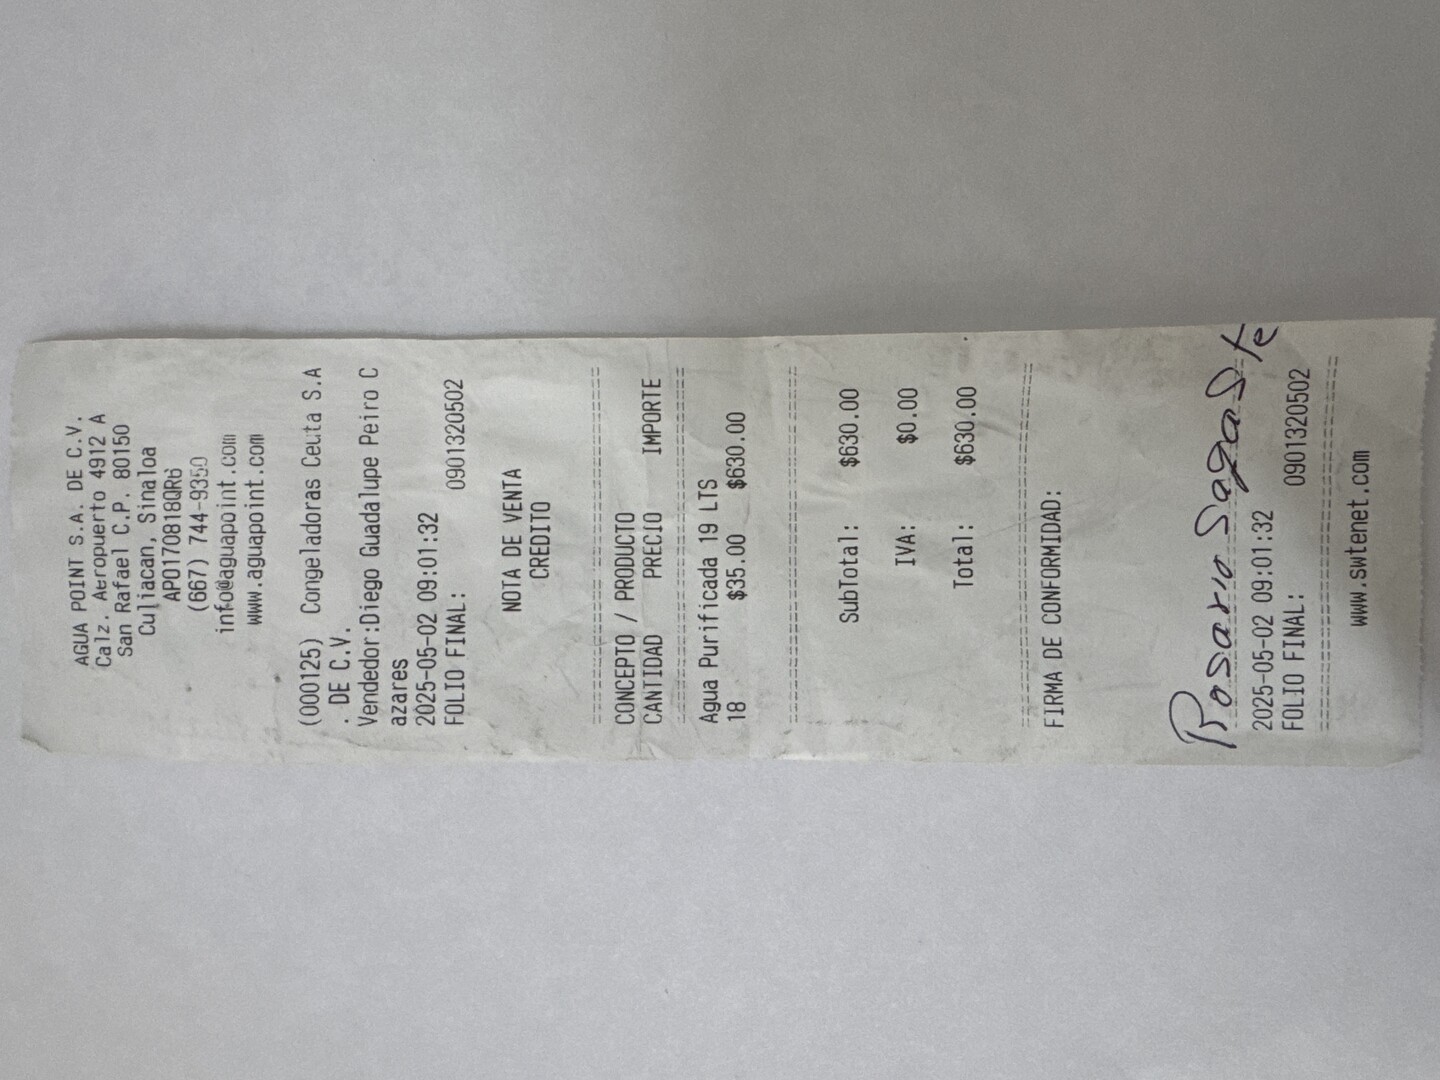 AGUA POINT S.A. DE C.V.
Calz. Aeropuerto 4912 A
San Rafael C.P. 80150
Culiacan, Sinaloa
APO170818QR6
(667) 744-9350
info@aguapoint.com
www.aguapoint.com
(000125) Congeladoras Ceuta S.A
. DE C.V.
Vendedor:Diego Guadalupe Peiro C
azares
2025-05-02 09:01:32
FOLIO FINAL: 0901320502
NOTA DE VENTA
CREDITO
CONCEPTO / PRODUCTO
CANTIDAD PRECIO IMPORTE
Agua Purificada 19 LTS
18 $35.00 $630.00
SubTotal: $630.00
IVA: $0.00
Total: $630.00
FIRMA DE CONFORMIDAD:
Rosario Sagaste
2025-05-02 09:01:32
FOLIO FINAL: 0901320502
www.swtenet.com